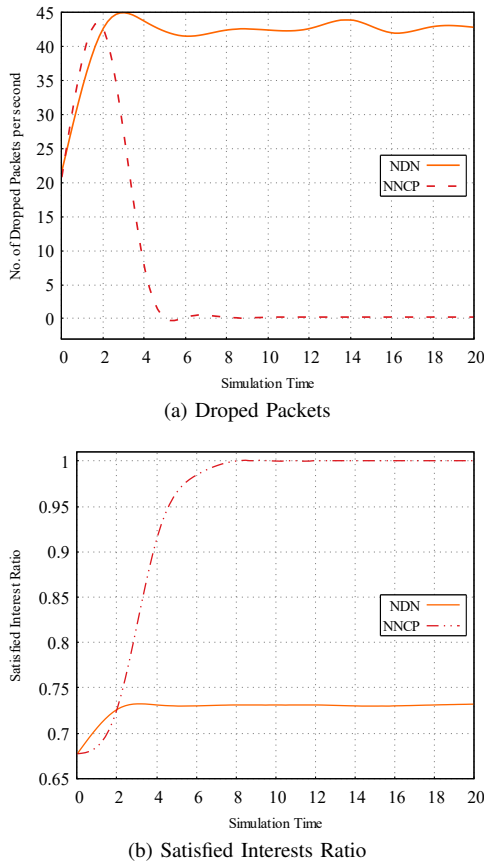 45
40
35
30
25
20
15
10
5
0
No. of Dropped Packets per second
NDN
NNCP
0 2 4 6 8 10 12 14 16 18 20
Simulation Time
(a) Droped Packets
1
0.95
0.9
0.85
0.8
0.75
0.7
0.65
Satisfied Interest Ratio
NDN
NNCP
0 2 4 6 8 10 12 14 16 18 20
Simulation Time
(b) Satisfied Interests Ratio